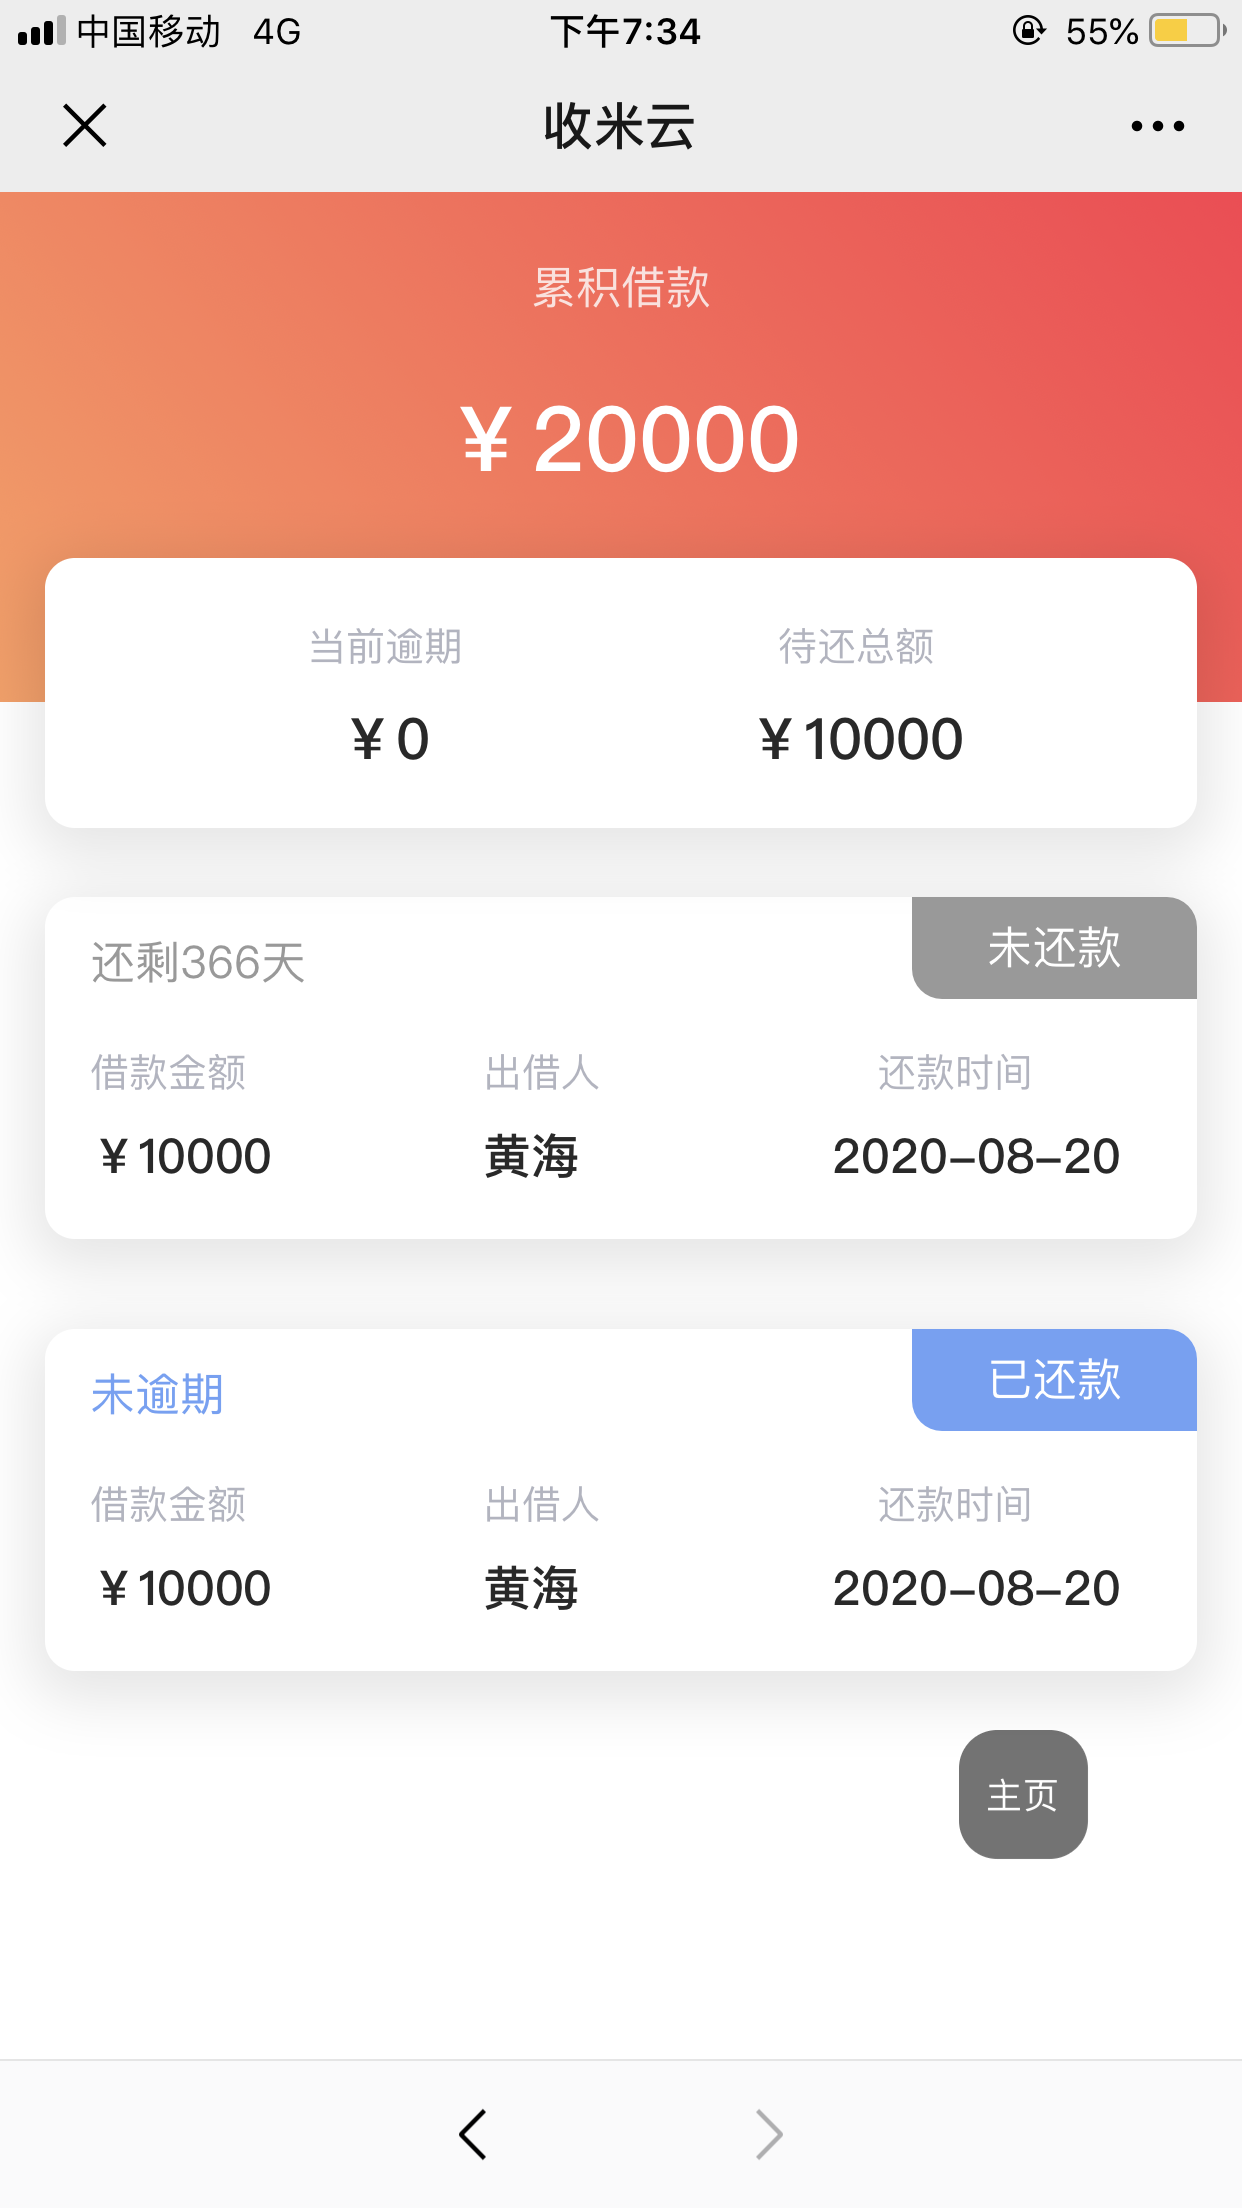 中国移动 4G 下午7:34 55%
收米云
累积借款
¥ 20000
当前逾期 待还总额
¥ 0 ¥ 10000
还剩366天 未还款
借款金额 出借人 还款时间
¥ 10000 黄海 2020-08-20
未逾期 已还款
借款金额 出借人 还款时间
¥ 10000 黄海 2020-08-20
主页